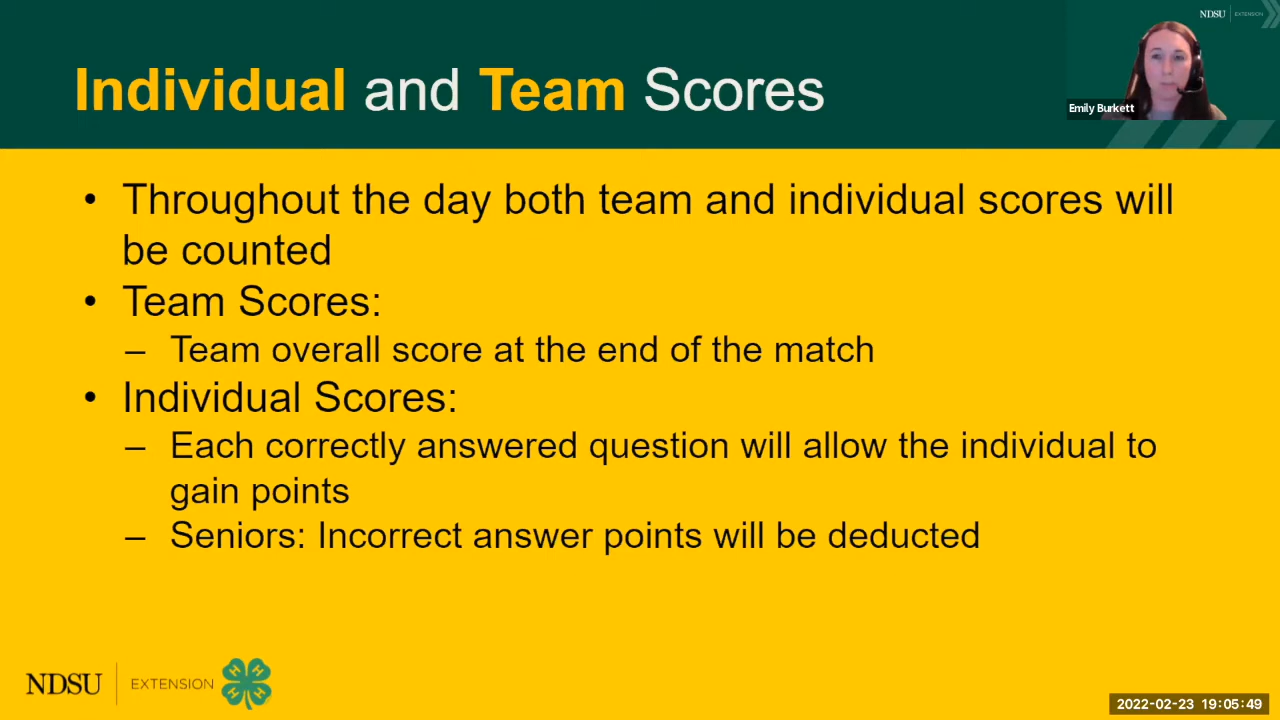 NDSU EXTENSION
Individual and Team Scores
Emily Burkett
• Throughout the day both team and individual scores will
be counted
• Team Scores:
– Team overall score at the end of the match
• Individual Scores:
– Each correctly answered question will allow the individual to
gain points
– Seniors: Incorrect answer points will be deducted
NDSU EXTENSION H H H H
2022-02-23 19:05:49